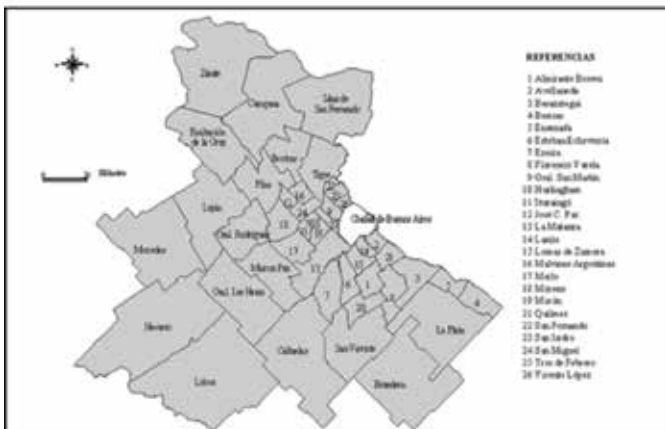 Zárate
Campana
Islas de
San Fernando
Exaltación
de la Cruz
Escobar
Tigre
Pilar
Luján
Ciudad de Buenos Aires
Gral. Rodríguez
Mercedes
Marcos Paz
Gral. Las Heras
Navarro
Lobos
Cañuelas
San Vicente
La Plata
Brandsen
REFERENCIAS
1 Almirante Brown
2 Avellaneda
3 Berazategui
4 Berisso
5 Ensenada
6 Esteban Echeverría
7 Ezeiza
8 Florencio Varela
9 Gral. San Martín
10 Hurlingham
11 Ituzaingó
12 José C. Paz
13 La Matanza
14 Lanús
15 Lomas de Zamora
16 Malvinas Argentinas
17 Merlo
18 Moreno
19 Morón
21 Quilmes
22 San Fernando
23 San Isidro
24 San Miguel
25 Tres de Febrero
26 Vicente López